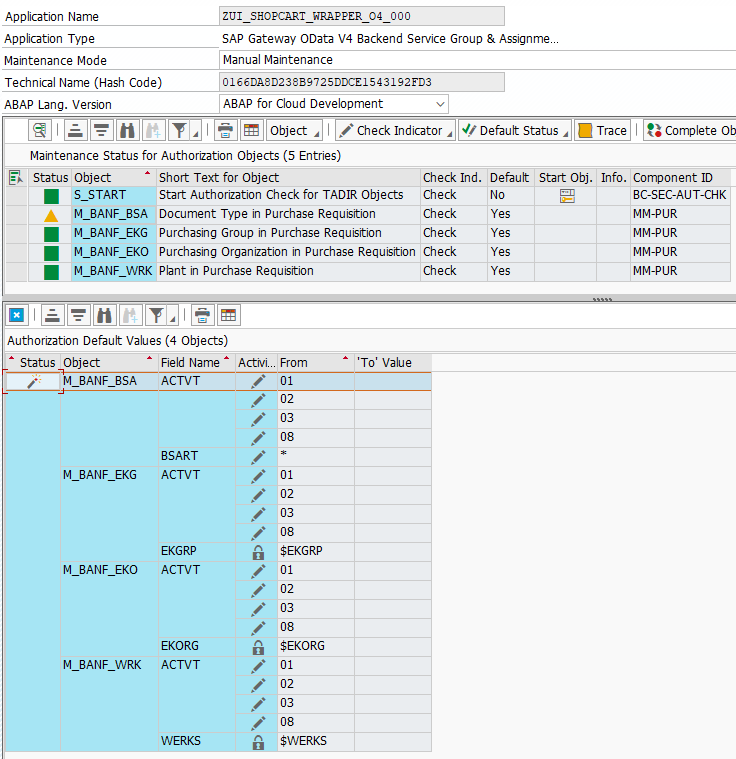 Application Name ZUI_SHOPCART_WRAPPER_O4_000
Application Type SAP Gateway OData V4 Backend Service Group & Assignme...
Maintenance Mode Manual Maintenance
Technical Name (Hash Code) 0166DA8D238B9725DDCE1543192FD3
ABAP Lang. Version ABAP for Cloud Development
Object Check Indicator Default Status Trace Complete Ob
Maintenance Status for Authorization Objects (5 Entries)
Status Object Short Text for Object Check Ind. Default Start Obj. Info. Component ID
S_START Start Authorization Check for TADIR Objects Check No BC-SEC-AUT-CHK
M_BANF_BSA Document Type in Purchase Requisition Check Yes MM-PUR
M_BANF_EKG Purchasing Group in Purchase Requisition Check Yes MM-PUR
M_BANF_EKO Purchasing Organization in Purchase Requisition Check Yes MM-PUR
M_BANF_WRK Plant in Purchase Requisition Check Yes MM-PUR
Authorization Default Values (4 Objects)
Status Object Field Name Activi... From 'To' Value
M_BANF_BSA ACTVT 01
02
03
08
BSART *
M_BANF_EKG ACTVT 01
02
03
08
EKGRP $EKGRP
M_BANF_EKO ACTVT 01
02
03
08
EKORG $EKORG
M_BANF_WRK ACTVT 01
02
03
08
WERKS $WERKS